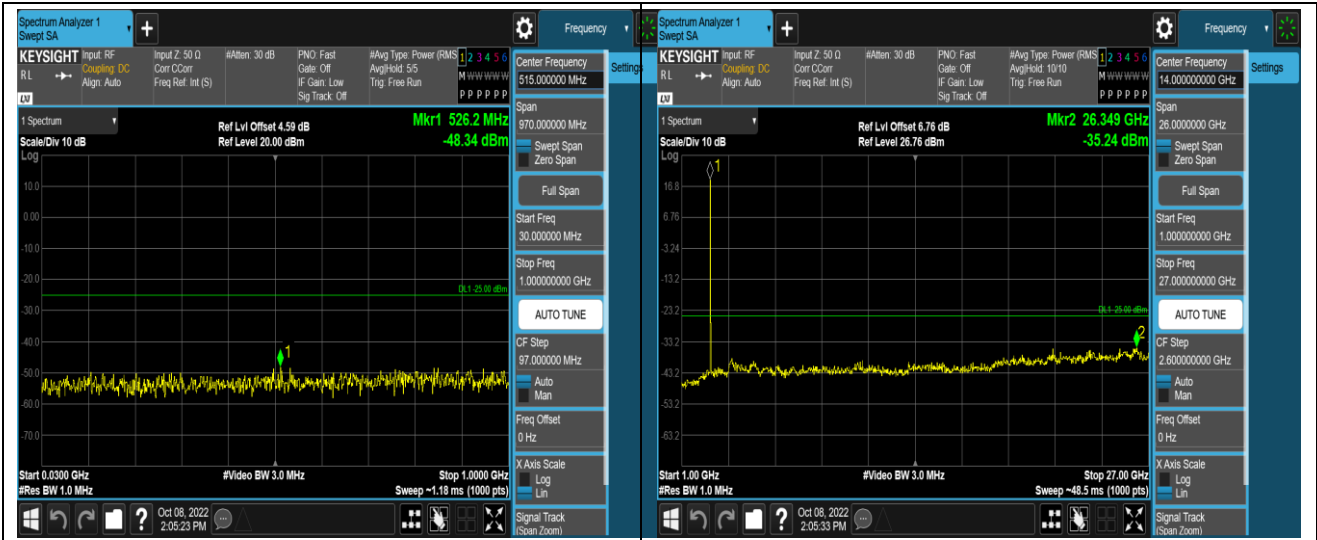 Spectrum Analyzer 1
Swept SA
Frequency
KEYSIGHT
Input: RF
Coupling: DC
Align: Auto
Input Z: 50 Ω
Corr CCorr
Freq Ref: Int (S)
#Atten: 30 dB
PNO: Fast
Gate: Off
IF Gain: Low
Sig Track: Off
#Avg Type: Power (RMS
Avg|Hold: 5/5
Trig: Free Run
1 2 3 4 5 6
M W W W W W
P P P P P P
RL
LXI
Center Frequency
515.000000 MHz
Settings
Span
970.000000 MHz
Swept Span
Zero Span
Full Span
Start Freq
30.000000 MHz
Stop Freq
1.000000000 GHz
AUTO TUNE
CF Step
97.000000 MHz
Auto
Man
Freq Offset
0 Hz
X Axis Scale
Log
Lin
Signal Track
(Span Zoom)
1 Spectrum
Scale/Div 10 dB
Log
Ref Lvl Offset 4.59 dB
Ref Level 20.00 dBm
Mkr1 526.2 MHz
-48.34 dBm
10.0
0.00
-10.0
-20.0
DL1 -25.00 dBm
-30.0
-40.0
1
-50.0
-60.0
-70.0
Start 0.0300 GHz
#Res BW 1.0 MHz
#Video BW 3.0 MHz
Stop 1.0000 GHz
Sweep ~1.18 ms (1000 pts)
?
Oct 08, 2022
2:05:23 PM
Spectrum Analyzer 1
Swept SA
Frequency
KEYSIGHT
Input: RF
Coupling: DC
Align: Auto
Input Z: 50 Ω
Corr CCorr
Freq Ref: Int (S)
#Atten: 30 dB
PNO: Fast
Gate: Off
IF Gain: Low
Sig Track: Off
#Avg Type: Power (RMS
Avg|Hold: 10/10
Trig: Free Run
1 2 3 4 5 6
M W W W W W
P P P P P P
RL
LXI
Center Frequency
14.000000000 GHz
Settings
Span
26.0000000 GHz
Swept Span
Zero Span
Full Span
Start Freq
1.000000000 GHz
Stop Freq
27.000000000 GHz
AUTO TUNE
CF Step
2.600000000 GHz
Auto
Man
Freq Offset
0 Hz
X Axis Scale
Log
Lin
Signal Track
(Span Zoom)
1 Spectrum
Scale/Div 10 dB
Log
Ref Lvl Offset 6.76 dB
Ref Level 26.76 dBm
Mkr2 26.349 GHz
-35.24 dBm
1
16.8
6.76
-3.24
-13.2
-23.2
DL1 -25.00 dBm
2
-33.2
-43.2
-53.2
-63.2
Start 1.00 GHz
#Res BW 1.0 MHz
#Video BW 3.0 MHz
Stop 27.00 GHz
Sweep ~48.5 ms (1000 pts)
?
Oct 08, 2022
2:05:33 PM